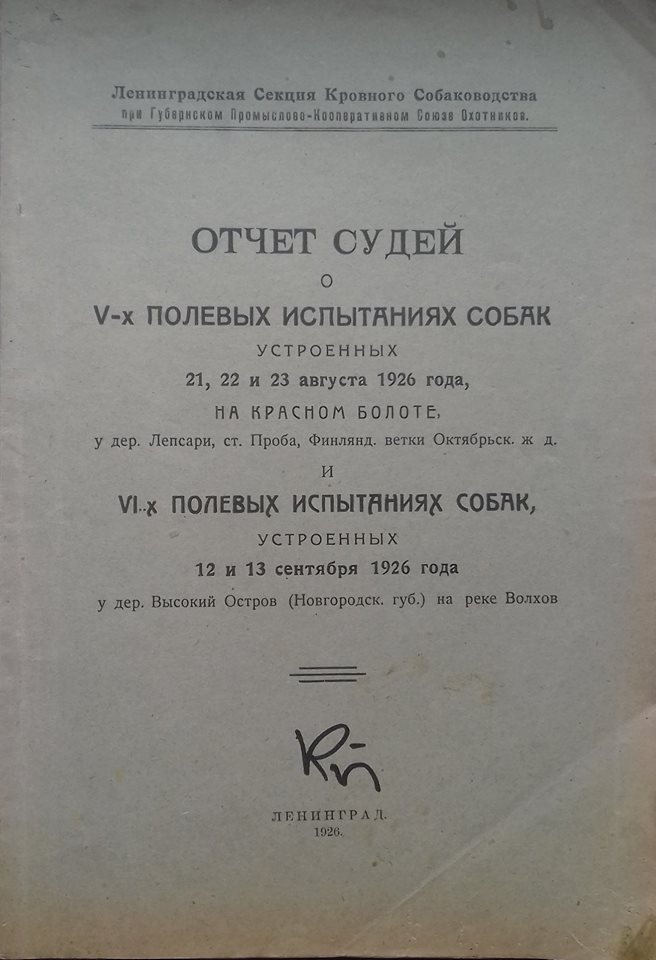 Ленинградская Секция Кровного Собаководства
при Губернском Промыслово-Кооперативном Союзе Охотников.
ОТЧЕТ СУДЕЙ
О
V-х ПОЛЕВЫХ ИСПЫТАНИЯХ СОБАК
УСТРОЕННЫХ
21, 22 и 23 августа 1926 года,
НА КРАСНОМ БОЛОТЕ,
у дер. Лепсари, ст. Проба, Финлянд. ветки Октябрьск. ж д.
И
VI-х ПОЛЕВЫХ ИСПЫТАНИЯХ СОБАК,
УСТРОЕННЫХ
12 и 13 сентября 1926 года
у дер. Высокий Остров (Новгородск. губ.) на реке Волхов
ЛЕНИНГРАД.
1926.